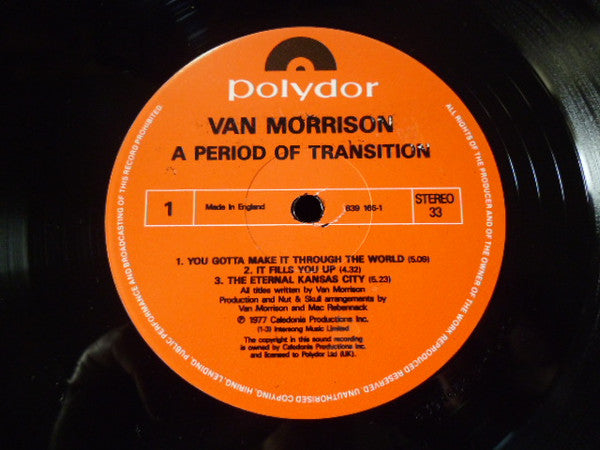 polydor
VAN MORRISON
A PERIOD OF TRANSITION
1
Made in England
839 165-1
STEREO
33
1. YOU GOTTA MAKE IT THROUGH THE WORLD (5.09)
2. IT FILLS YOU UP (4.32)
3. THE ETERNAL KANSAS CITY (5.23)
All titles written by Van Morrison
Production and Nut & Skull arrangements by
Van Morrison and Mac Rebennack
℗ 1977 Caledonia Productions Inc.
(1-3) Intersong Music Limited
The copyright in this sound recording
is owned by Caledonia Productions Inc.
and licensed to Polydor Ltd (UK).
ALL RIGHTS OF THE PRODUCER AND OF THE OWNER OF THE WORK REPRODUCED RESERVED. UNAUTHORISED COPYING, HIRING, LENDING, PUBLIC PERFORMANCE AND BROADCASTING OF THIS RECORD PROHIBITED.